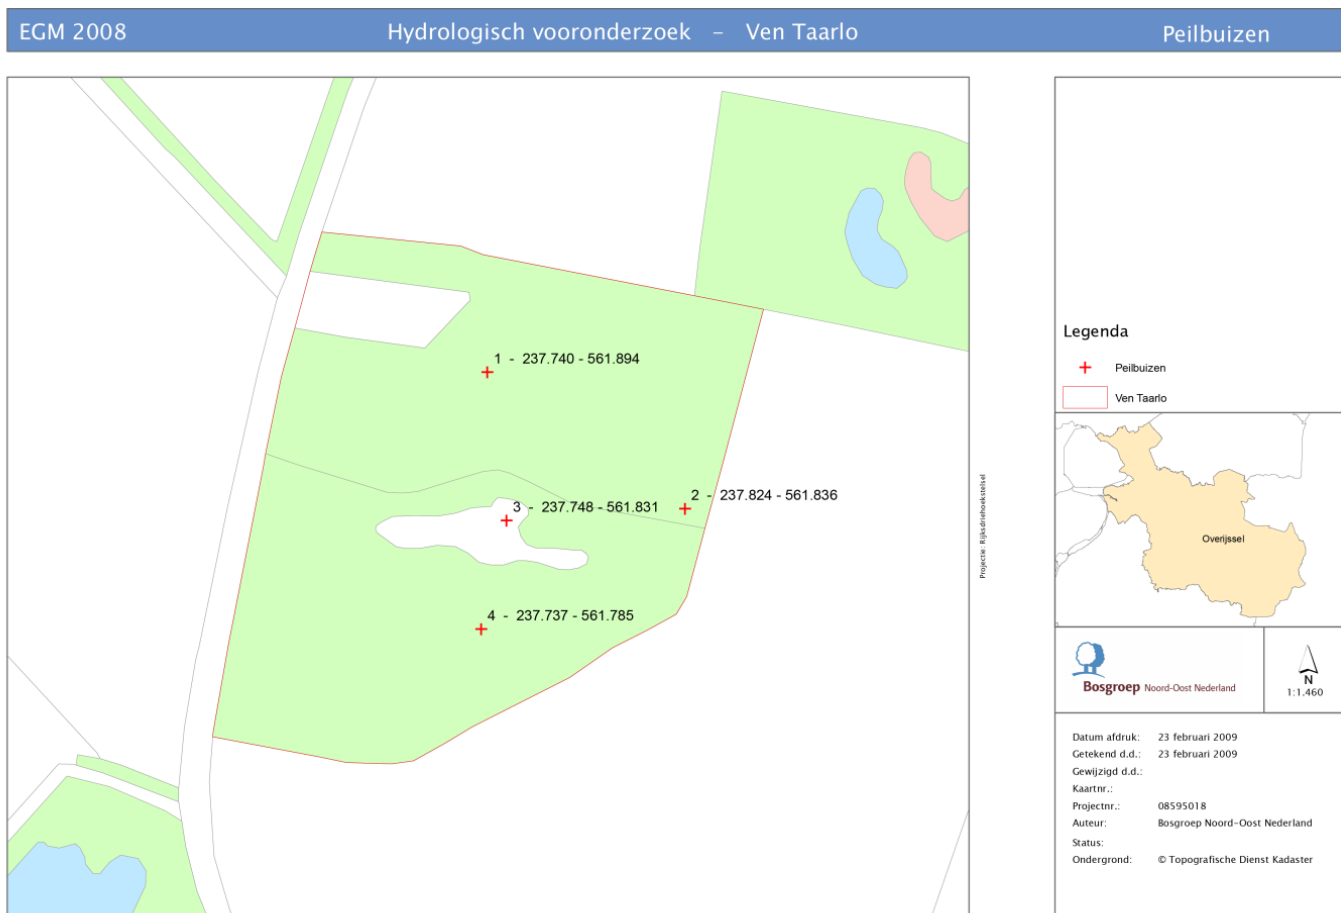 EGM 2008
Hydrologisch vooronderzoek – Ven Taarlo
Peilbuizen
1 - 237.740 - 561.894
2 - 237.824 - 561.836
3 - 237.748 - 561.831
4 - 237.737 - 561.785
Projectie: Rijksdriehoekstelsel
Legenda
Peilbuizen
Ven Taarlo
Overijssel
Bosgroep Noord-Oost Nederland
N
1:1.460
Datum afdruk: 23 februari 2009
Getekend d.d.: 23 februari 2009
Gewijzigd d.d.:
Kaartnr.:
Projectnr.: 08595018
Auteur: Bosgroep Noord-Oost Nederland
Status:
Ondergrond: © Topografische Dienst Kadaster